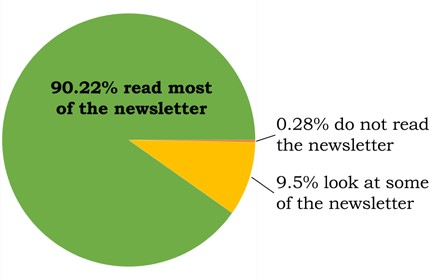 90.22% read most
of the newsletter
0.28% do not read
the newsletter
9.5% look at some
of the newsletter